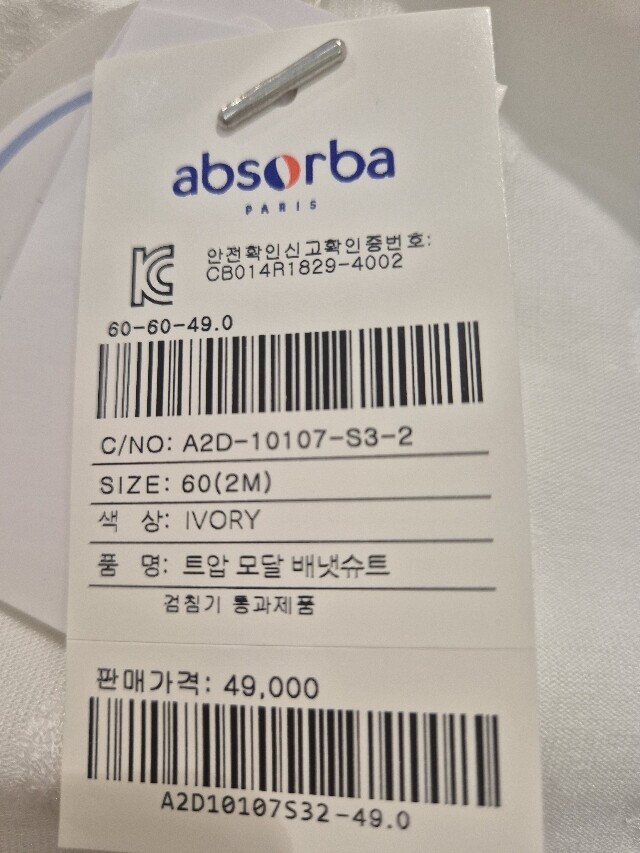 absorba
PARIS
안전확인신고확인증번호:
CB014R1829-4002
60-60-49.0
C/NO: A2D-10107-S3-2
SIZE: 60(2M)
색 상: IVORY
품 명: 트압 모달 배냇슈트
검침기 통과제품
판매가격: 49,000
A2D10107S32-49.0